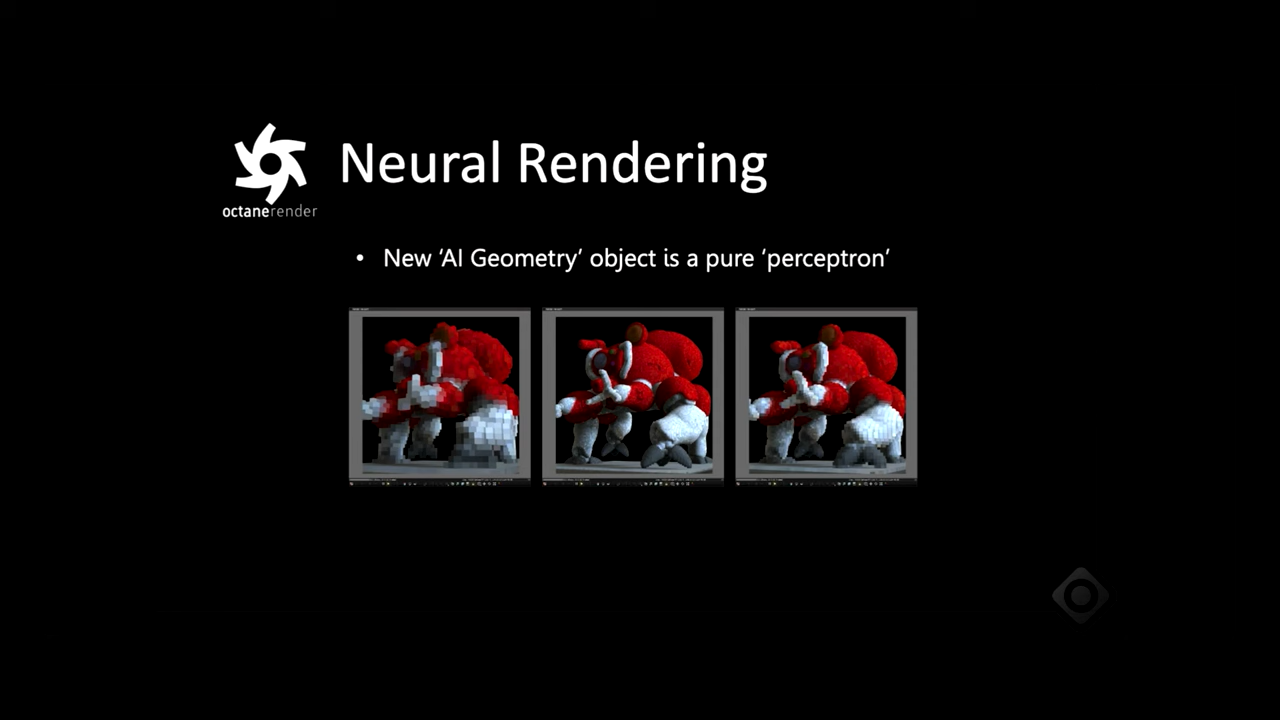 Neural Rendering
octanerender
• New ‘AI Geometry’ object is a pure ‘perceptron’